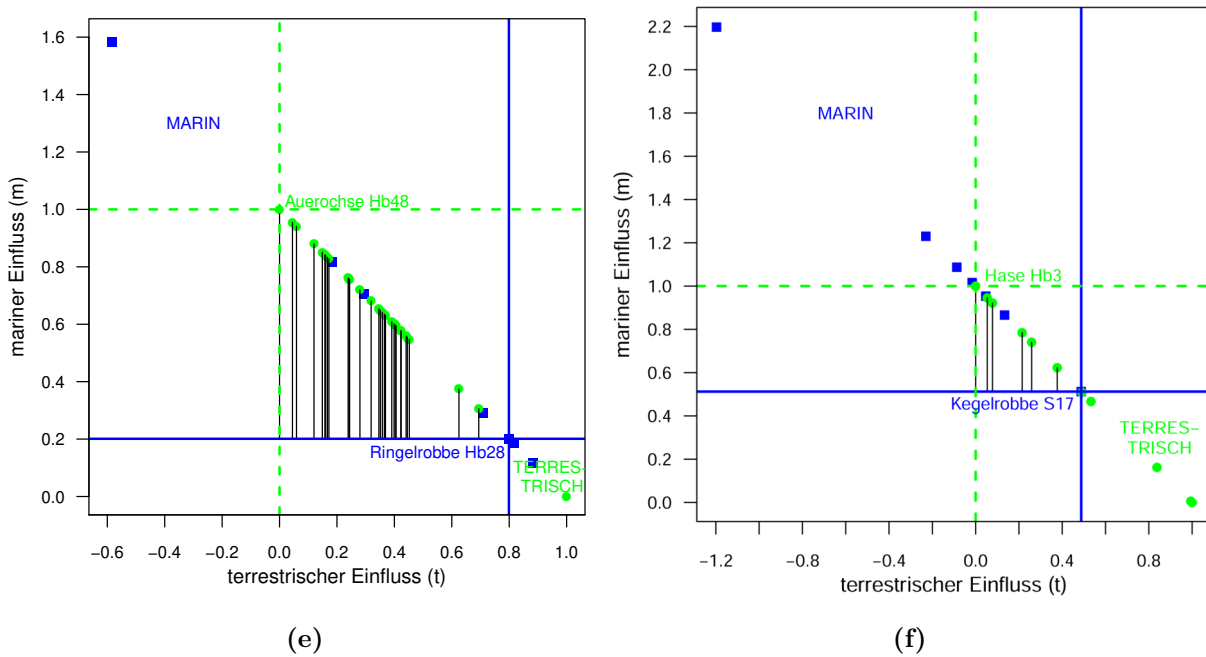 1.6
1.4
1.2
1.0
0.8
0.6
0.4
0.2
0.0
mariner Einfluss (m)
MARIN
Auerochse Hb48
Ringelrobbe Hb28
TERRES-
TRISCH
−0.6
−0.2
0.0
0.2
0.4
0.6
0.8
1.0
terrestrischer Einfluss (t)
(e)
2.2
2.0
1.8
1.6
1.4
1.2
1.0
0.8
0.6
0.4
0.2
0.0
mariner Einfluss (m)
MARIN
Hase Hb3
Kegelrobbe S17
TERRES−
TRISCH
−1.2
−0.8
−0.4
0.0
0.4
0.8
terrestrischer Einfluss (t)
(f)